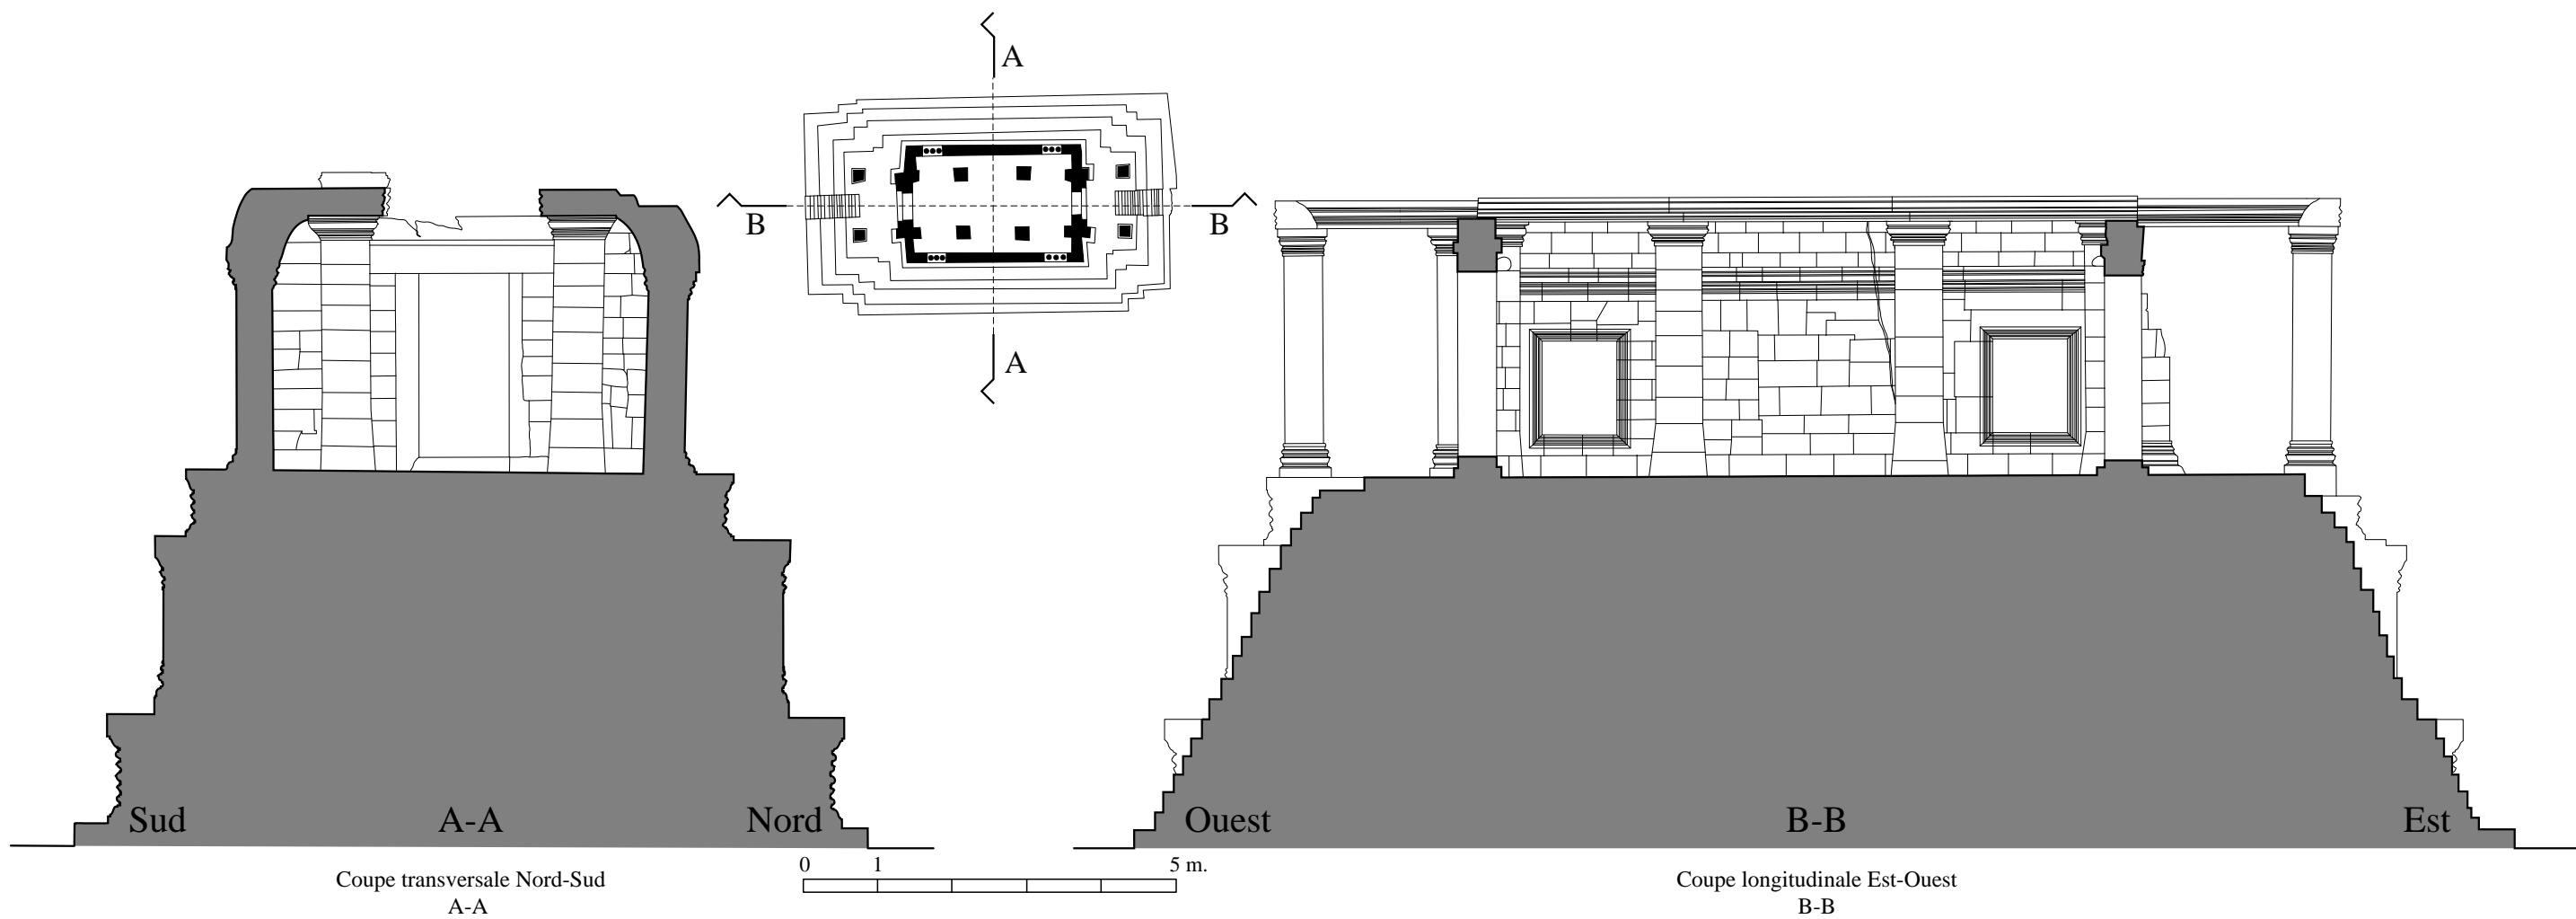 A
B
B
A
Sud
A-A
Nord
Ouest
B-B
Est
0 1 5 m.
Coupe transversale Nord-Sud
A-A
Coupe longitudinale Est-Ouest
B-B